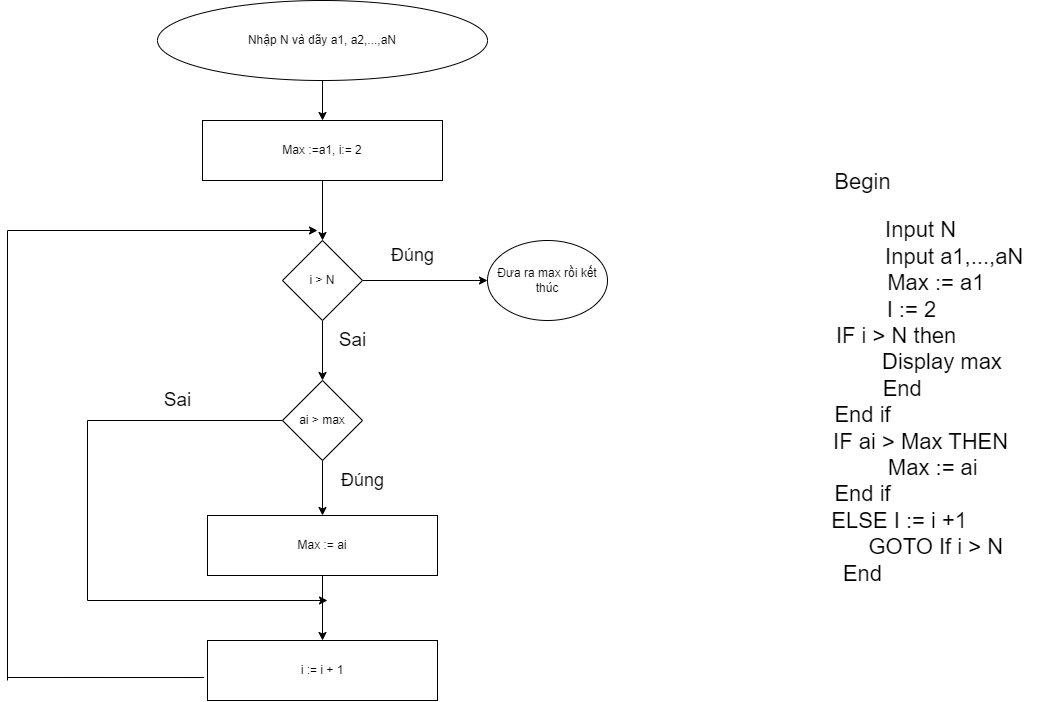 Nhập N và dãy a1, a2,...,aN
Max :=a1, i:= 2
i > N
Đúng
Đưa ra max rồi kết
thúc
Sai
ai > max
Sai
Đúng
Max := ai
i := i + 1
Begin
Input N
Input a1,...,aN
Max := a1
I := 2
IF i > N then
Display max
End
End if
IF ai > Max THEN
Max := ai
End if
ELSE I := i +1
GOTO If i > N
End